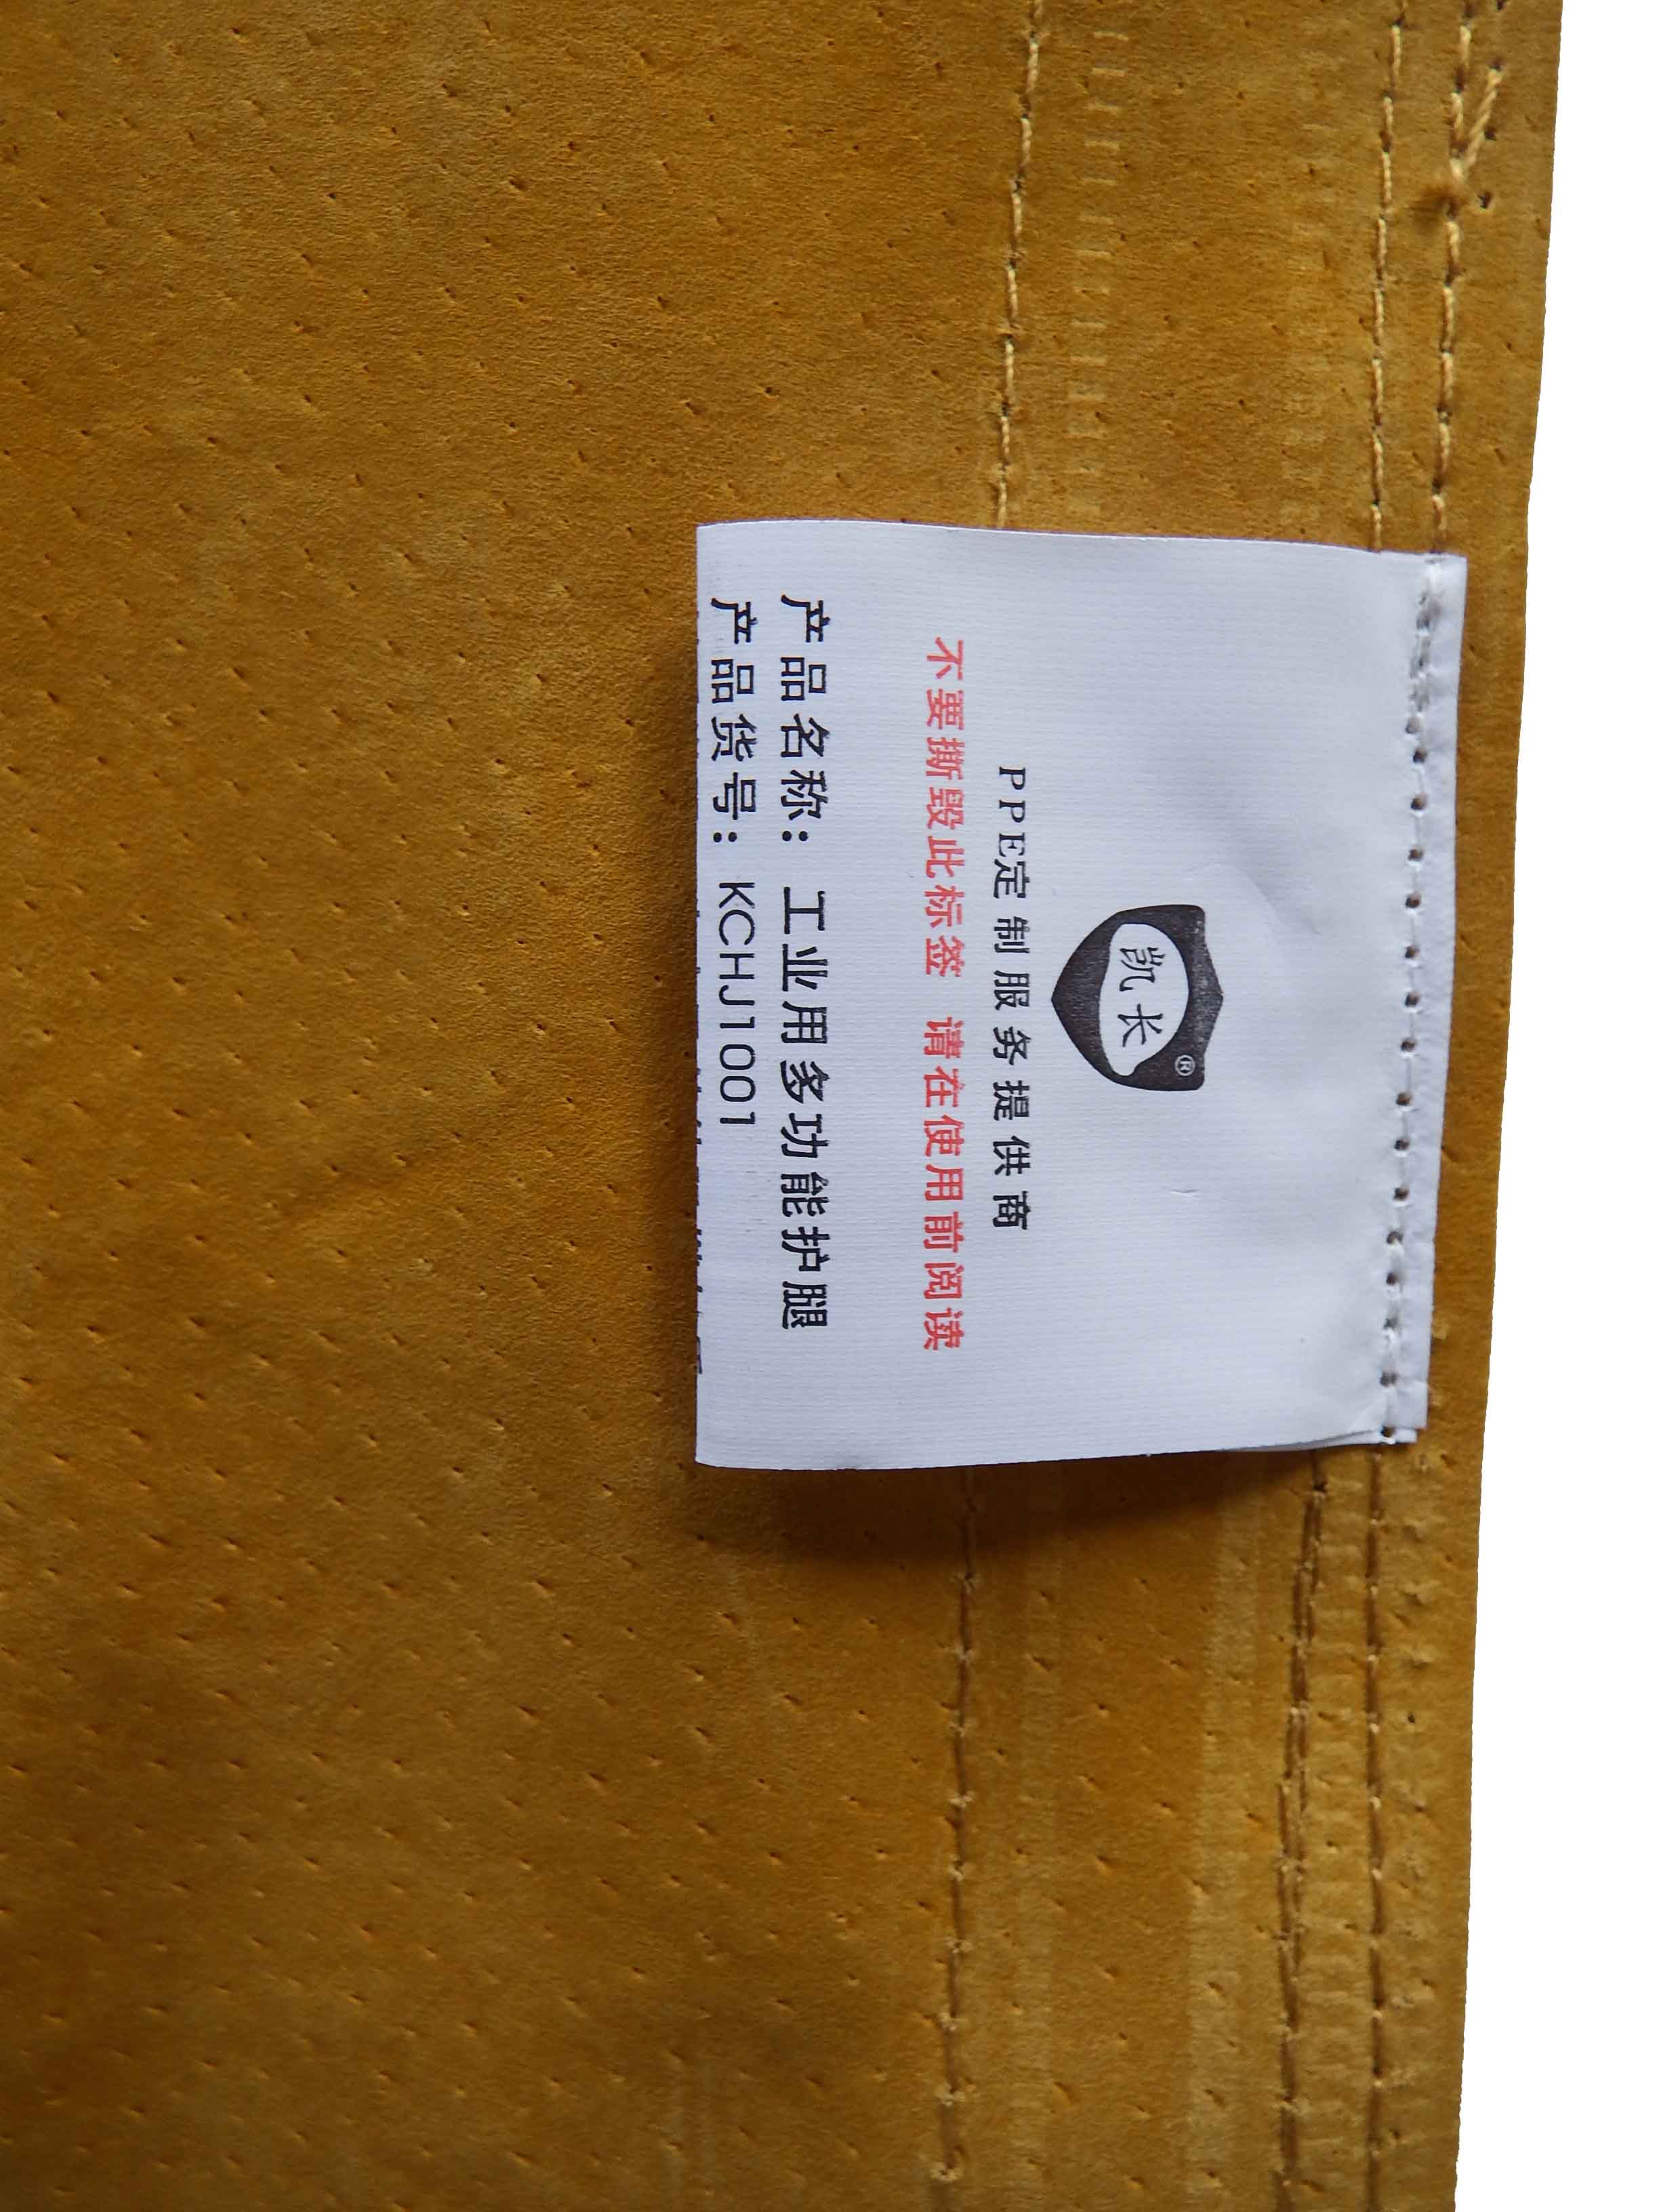 凯长®
PPE定制服务提供商
不要撕毁此标签 请在使用前阅读
产品名称：工业用多功能护腿
产品货号：KCHJ1001